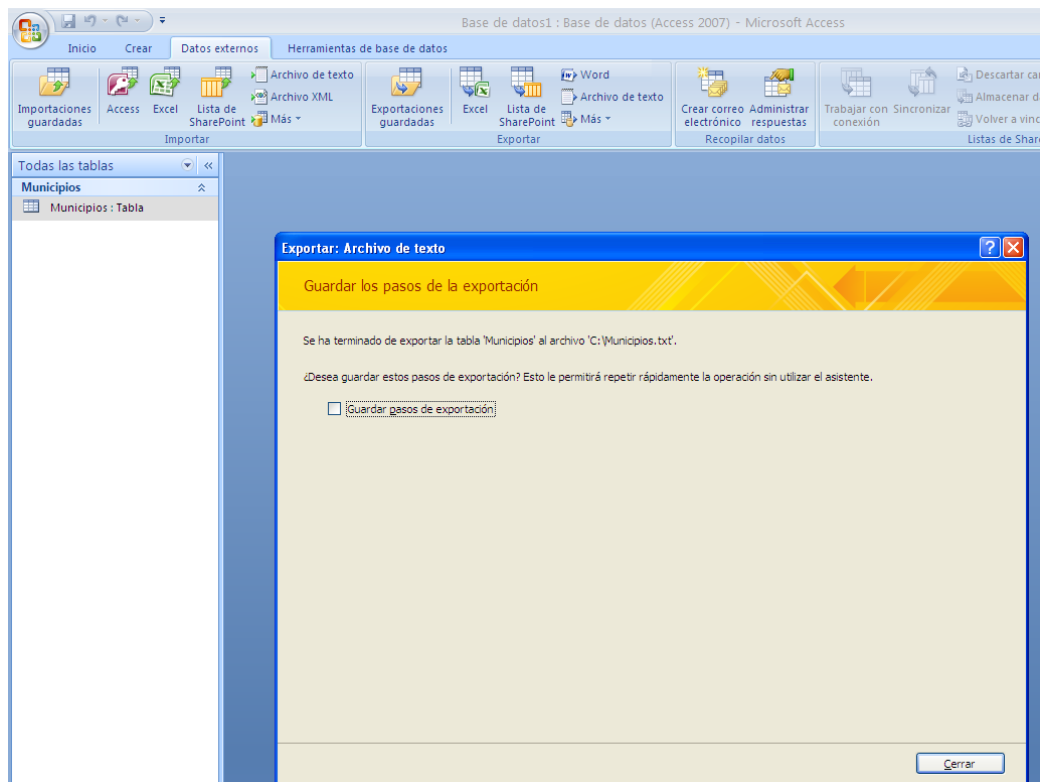 Base de datos1 : Base de datos (Access 2007) - Microsoft Access
Inicio Crear Datos externos Herramientas de base de datos
Importaciones guardadas
Access
Excel
Lista de SharePoint
Archivo de texto
Archivo XML
Más
Importar
Exportaciones guardadas
Excel
Lista de SharePoint
Word
Archivo de texto
Más
Exportar
Crear correo electrónico
Administrar respuestas
Recopilar datos
Trabajar con conexión
Sincronizar
Descartar
Almacenar
Volver a
Listas de
Todas las tablas
Municipios
Municipios : Tabla
Exportar: Archivo de texto
Guardar los pasos de la exportación
Se ha terminado de exportar la tabla 'Municipios' al archivo 'C:\Municipios.txt'.
¿Desea guardar estos pasos de exportación? Esto le permitirá repetir rápidamente la operación sin utilizar el asistente.
Guardar pasos de exportación
Cerrar